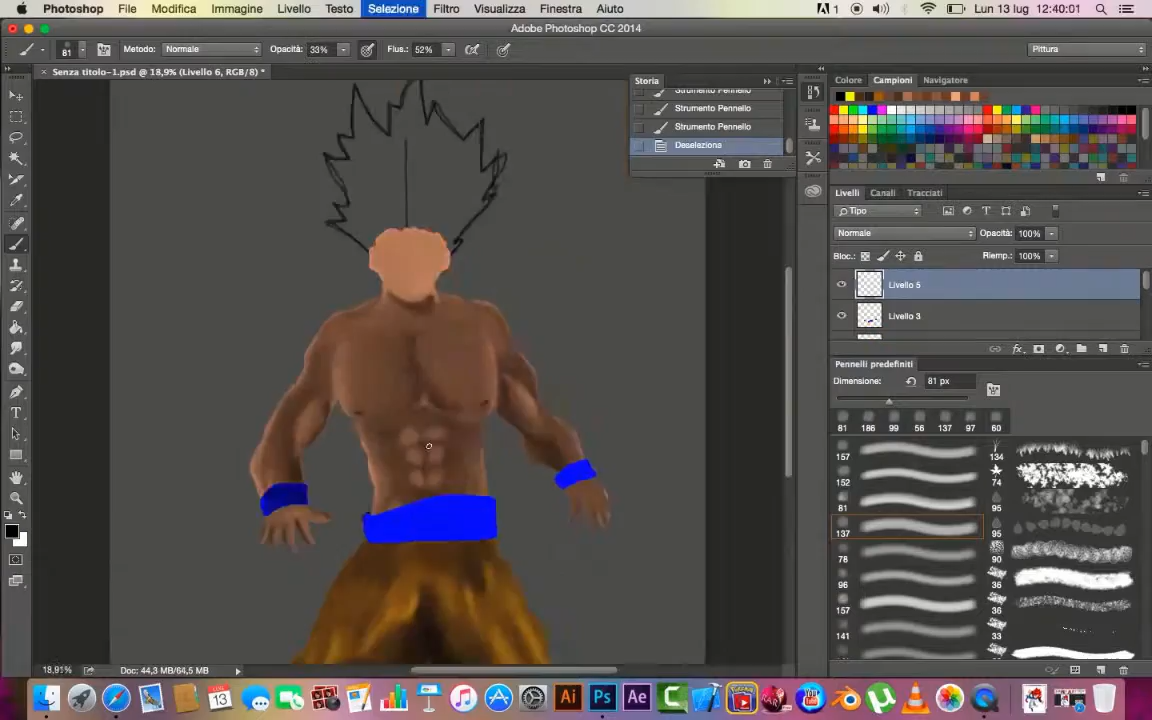 Photoshop File Modifica Immagine Livello Testo Selezione Filtro Visualizza Finestra Aiuto 1 Lun 13 lug 12:40:01
Adobe Photoshop CC 2014
81 Metodo: Normale Opacità: 33% Flus.: 52% Pittura
× Senza titolo-1.psd @ 18,9% (Livello 6, RGB/8) *
Storia
Strumento Pennello
Strumento Pennello
Strumento Pennello
Deseleziona
Colore Campioni Navigatore
Livelli Canali Tracciati
Tipo
Normale Opacità: 100%
Bloc.: Riemp.: 100%
Livello 5
Livello 3
Pennelli predefiniti
Dimensione: 81 px
81 186 99 56 137 97 60
157 134
152 74
81
137 95
78 90
96 36
157 36
141 33
18,91% Doc: 44,3 MB/64,5 MB